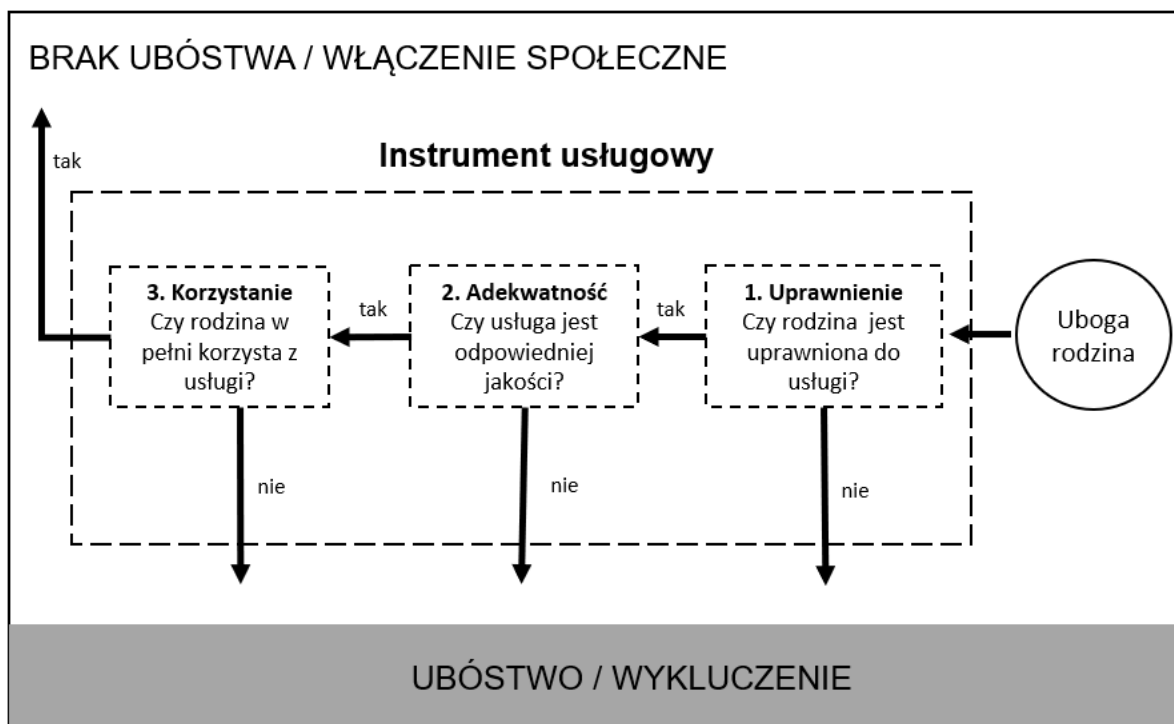 BRAK UBÓSTWA / WŁĄCZENIE SPOŁECZNE
tak
Instrument usługowy
3. Korzystanie
Czy rodzina w
pełni korzysta z
usługi?
tak
2. Adekwatność
Czy usługa jest
odpowiedniej
jakości?
tak
1. Uprawnienie
Czy rodzina jest
uprawniona do
usługi?
Uboga
rodzina
nie
nie
nie
UBÓSTWO / WYKLUCZENIE